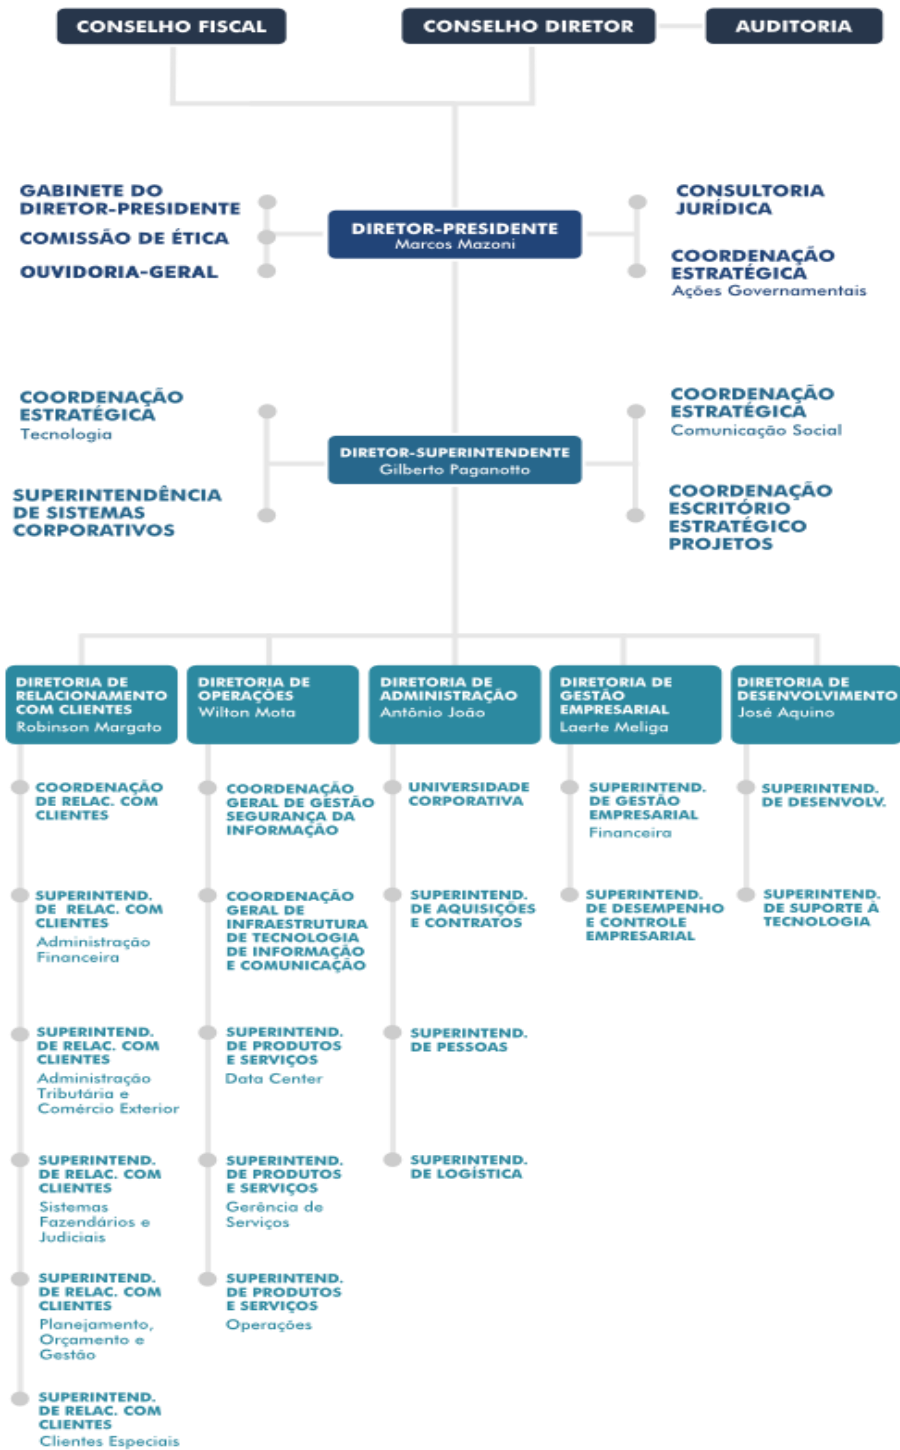 CONSELHO FISCAL
CONSELHO DIRETOR
AUDITORIA
GABINETE DO
DIRETOR-PRESIDENTE
COMISSÃO DE ÉTICA
OUVIDORIA-GERAL
DIRETOR-PRESIDENTE
Marcos Mazoni
CONSULTORIA
JURÍDICA
COORDENAÇÃO
ESTRATÉGICA
Ações Governamentais
COORDENAÇÃO
ESTRATÉGICA
Tecnologia
SUPERINTENDÊNCIA
DE SISTEMAS
CORPORATIVOS
DIRETOR-SUPERINTENDENTE
Gilberto Paganotto
COORDENAÇÃO
ESTRATÉGICA
Comunicação Social
COORDENAÇÃO
ESCRITÓRIO
ESTRATÉGICO
PROJETOS
DIRETORIA DE
RELACIONAMENTO
COM CLIENTES
Robinson Margato
COORDENAÇÃO
DE RELAC. COM
CLIENTES
SUPERINTEND.
DE RELAC. COM
CLIENTES
Administração
Financeira
SUPERINTEND.
DE RELAC. COM
CLIENTES
Administração
Tributária e
Comércio Exterior
SUPERINTEND.
DE RELAC. COM
CLIENTES
Sistemas
Fazendários e
Judiciais
SUPERINTEND.
DE RELAC. COM
CLIENTES
Planejamento,
Orçamento e
Gestão
SUPERINTEND.
DE RELAC. COM
CLIENTES
Clientes Especiais
DIRETORIA DE
OPERAÇÕES
Wilton Mota
COORDENAÇÃO
GERAL DE GESTÃO
SEGURANÇA DA
INFORMAÇÃO
COORDENAÇÃO
GERAL DE
INFRAESTRUTURA
DE TECNOLOGIA
DE INFORMAÇÃO
E COMUNICAÇÃO
SUPERINTEND.
DE PRODUTOS
E SERVIÇOS
Data Center
SUPERINTEND.
DE PRODUTOS
E SERVIÇOS
Gerência de
Serviços
SUPERINTEND.
DE PRODUTOS
E SERVIÇOS
Operações
DIRETORIA DE
ADMINISTRAÇÃO
Antônio João
UNIVERSIDADE
CORPORATIVA
SUPERINTEND.
DE AQUISIÇÕES
E CONTRATOS
SUPERINTEND.
DE PESSOAS
SUPERINTEND.
DE LOGÍSTICA
DIRETORIA DE
GESTÃO
EMPRESARIAL
Laerte Meliga
SUPERINTEND.
DE GESTÃO
EMPRESARIAL
Financeira
SUPERINTEND.
DE DESEMPENHO
E CONTROLE
EMPRESARIAL
DIRETORIA DE
DESENVOLVIMENTO
José Aquino
SUPERINTEND.
DE DESENVOLV.
SUPERINTEND.
DE SUPORTE À
TECNOLOGIA